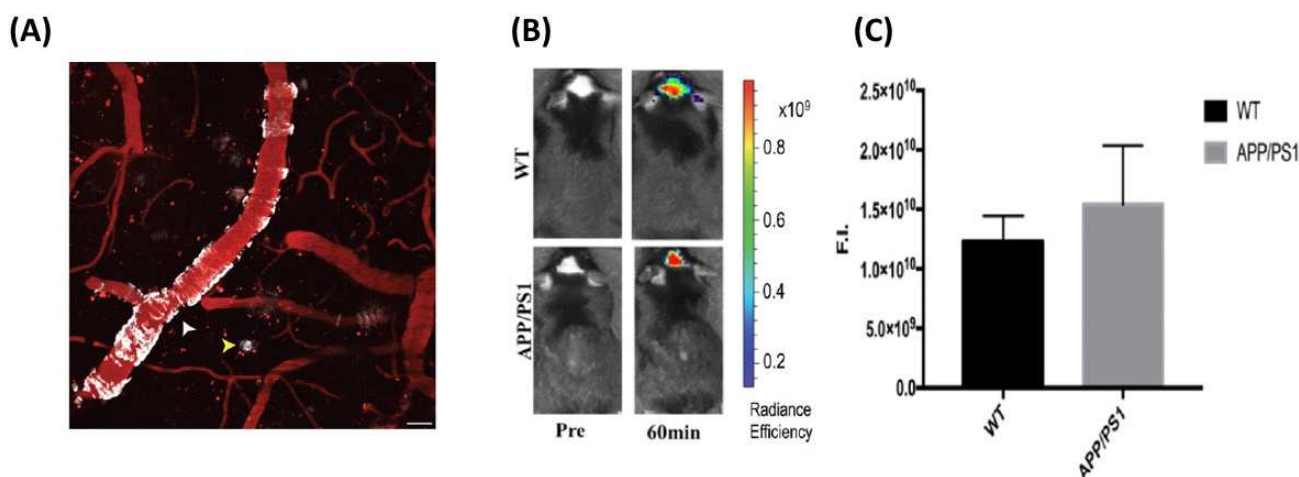 (A)
(B)
(C)
WT
APP/PS1
Pre
60min
x10⁹
0.8
0.6
0.4
0.2
Radiance
Efficiency
F.I.
2.5×10¹⁰
2.0×10¹⁰
1.5×10¹⁰
1.0×10¹⁰
5.0×10⁹
0.0
WT
APP/PS1
WT
APP/PS1